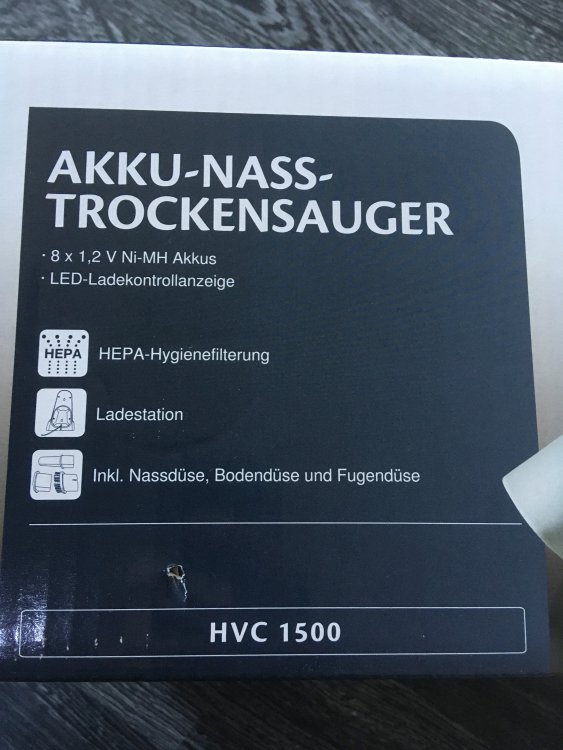 AKKU-NASS-
TROCKENSAUGER
· 8 x 1,2 V Ni-MH Akkus
· LED-Ladekontrollanzeige
HEPA
HEPA-Hygienefilterung
Ladestation
Inkl. Nassdüse, Bodendüse und Fugendüse
HVC 1500